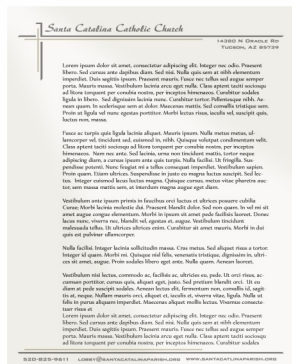 Santa Catalina Catholic Church
14380 N Oracle Rd
Tucson, AZ 85739
Lorem ipsum dolor sit amet, consectetur adipiscing elit. Integer nec odio. Praesent
libero. Sed cursus ante dapibus diam. Sed nisi. Nulla quis sem at nibh elementum
imperdiet. Duis sagittis ipsum. Praesent mauris. Fusce nec tellus sed augue semper
porta. Mauris massa. Vestibulum lacinia arcu eget nulla. Class aptent taciti sociosqu
ad litora torquent per conubia nostra, per inceptos himenaeos. Curabitur sodales
ligula in libero. Sed dignissim lacinia nunc. Curabitur tortor. Pellentesque nibh. Ae-
nean quam. In scelerisque sem at dolor. Maecenas mattis. Sed convallis tristique sem.
Proin ut ligula vel nunc egestas porttitor. Morbi lectus risus, iaculis vel, suscipit quis,
luctus non, massa.
Fusce ac turpis quis ligula lacinia aliquet. Mauris ipsum. Nulla metus metus, ul-
lamcorper vel, tincidunt sed, euismod in, nibh. Quisque volutpat condimentum velit.
Class aptent taciti sociosqu ad litora torquent per conubia nostra, per inceptos
himenaeos. Nam nec ante. Sed lacinia, urna non tincidunt mattis, tortor neque
adipiscing diam, a cursus ipsum ante quis turpis. Nulla facilisi. Ut fringilla. Sus-
pendisse potenti. Nunc feugiat mi a tellus consequat imperdiet. Vestibulum sapien.
Proin quam. Etiam ultrices. Suspendisse in justo eu magna luctus suscipit. Sed lec-
tus. Integer euismod lacus luctus magna. Quisque cursus, metus vitae pharetra auc-
tor, sem massa mattis sem, at interdum magna augue eget diam.
Vestibulum ante ipsum primis in faucibus orci luctus et ultrices posuere cubilia
Curae; Morbi lacinia molestie dui. Praesent blandit dolor. Sed non quam. In vel mi sit
amet augue congue elementum. Morbi in ipsum sit amet pede facilisis laoreet. Donec
lacus nunc, viverra nec, blandit vel, egestas et, augue. Vestibulum tincidunt
malesuada tellus. Ut ultrices ultrices enim. Curabitur sit amet mauris. Morbi in dui
quis est pulvinar ullamcorper.
Nulla facilisi. Integer lacinia sollicitudin massa. Cras metus. Sed aliquet risus a tortor.
Integer id quam. Morbi mi. Quisque nisl felis, venenatis tristique, dignissim in, ultri-
ces sit amet, augue. Proin sodales libero eget ante. Nulla quam. Aenean laoreet.
Vestibulum nisi lectus, commodo ac, facilisis ac, ultricies eu, pede. Ut orci risus, ac-
cumsan porttitor, cursus quis, aliquet eget, justo. Sed pretium blandit orci. Ut eu
diam at pede suscipit sodales. Aenean lectus elit, fermentum non, convallis id, sagit-
tis at, neque. Nullam mauris orci, aliquet et, iaculis et, viverra vitae, ligula. Nulla ut
felis in purus aliquam imperdiet. Maecenas aliquet mollis lectus. Vivamus consecte-
tuer risus et
Lorem ipsum dolor sit amet, consectetur adipiscing elit. Integer nec odio. Praesent
libero. Sed cursus ante dapibus diam. Sed nisi. Nulla quis sem at nibh elementum
imperdiet. Duis sagittis ipsum. Praesent mauris. Fusce nec tellus sed augue semper
porta. Mauris massa. Vestibulum lacinia arcu eget nulla. Class aptent taciti sociosqu
ad litora torquent per conubia nostra, per inceptos himenaeos. Curabitur sodales
520-825-9611 lobby@santacatalinaparish.org www.santacatalinaparish.org